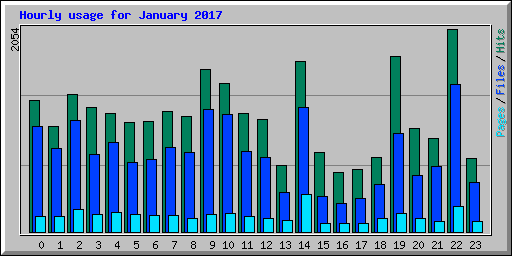 Hourly usage for January 2017
2054
Pages/Files/Hits
0 1 2 3 4 5 6 7 8 9 10 11 12 13 14 15 16 17 18 19 20 21 22 23